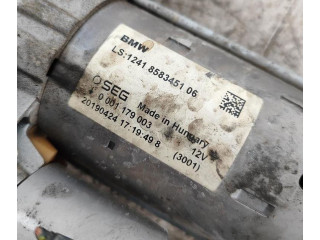 BMW
LS:1241 8583451 06
SEG Made in Hungary
0 001 179 003 12V
20190424 17:19:49 8 (3001)